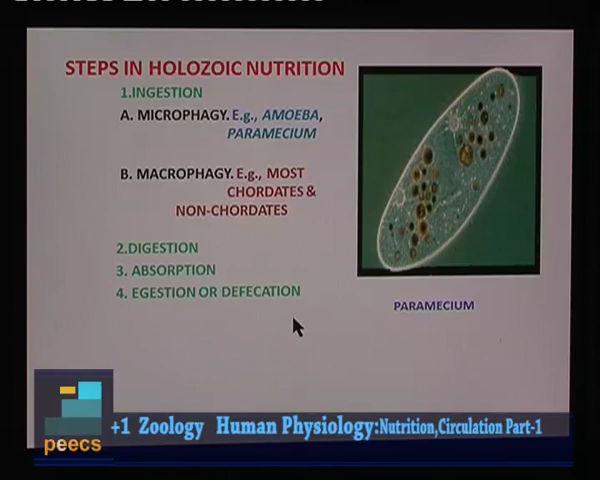 STEPS IN HOLOZOIC NUTRITION
1.INGESTION
A. MICROPHAGY. E.g., AMOEBA,
PARAMECIUM
B. MACROPHAGY. E.g., MOST
CHORDATES &
NON-CHORDATES
2.DIGESTION
3. ABSORPTION
4. EGESTION OR DEFECATION
PARAMECIUM
peecs
+1 Zoology Human Physiology:Nutrition,Circulation Part-1